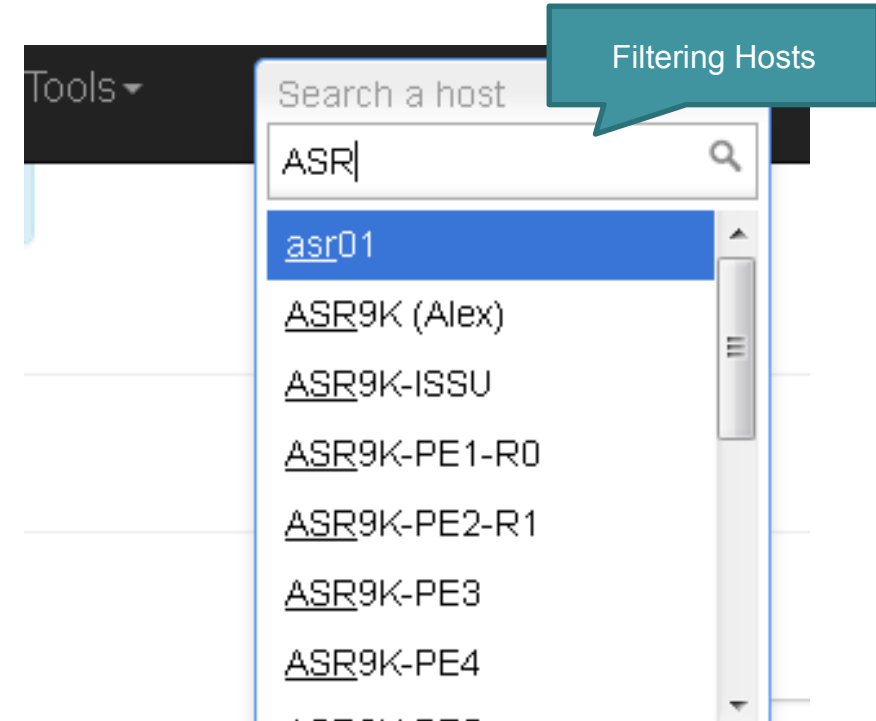 Filtering Hosts
Tools
Search a host
ASR
asr01
ASR9K (Alex)
ASR9K-ISSU
ASR9K-PE1-R0
ASR9K-PE2-R1
ASR9K-PE3
ASR9K-PE4